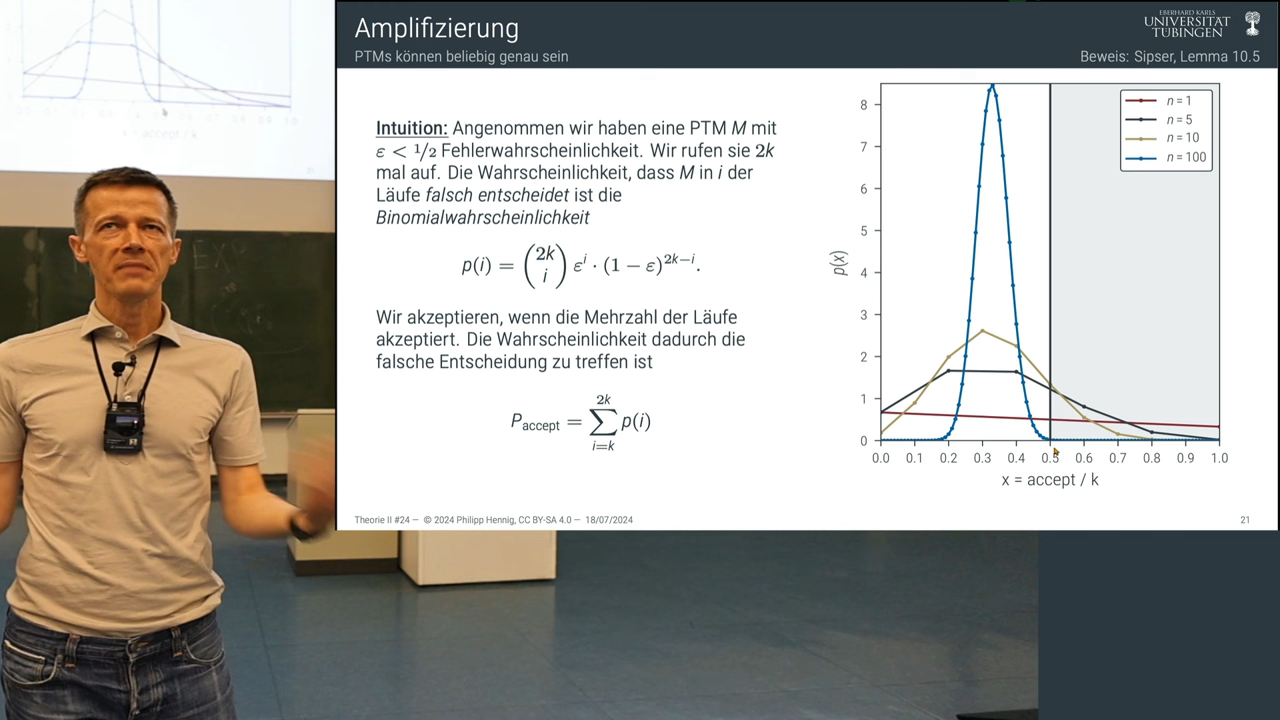 Amplifizierung
PTMs können beliebig genau sein
EBERHARD KARLS
UNIVERSITÄT
TÜBINGEN
Beweis: Sipser, Lemma 10.5
Intuition: Angenommen wir haben eine PTM M mit
ε < 1/2 Fehlerwahrscheinlichkeit. Wir rufen sie 2k
mal auf. Die Wahrscheinlichkeit, dass M in i der
Läufe falsch entscheidet ist die
Binomialwahrscheinlichkeit
p(i) = (2k i) ε^i · (1 − ε)^{2k−i}.
Wir akzeptieren, wenn die Mehrzahl der Läufe
akzeptiert. Die Wahrscheinlichkeit dadurch die
falsche Entscheidung zu treffen ist
P_accept = ∑_{i=k}^{2k} p(i)
n = 1
n = 5
n = 10
n = 100
8
7
6
5
4
3
2
1
0
p(x)
0.0 0.1 0.2 0.3 0.4 0.5 0.6 0.7 0.8 0.9 1.0
x = accept / k
Theorie II #24 — © 2024 Philipp Hennig, CC BY-SA 4.0 — 18/07/2024
21
x = accept / k
EX